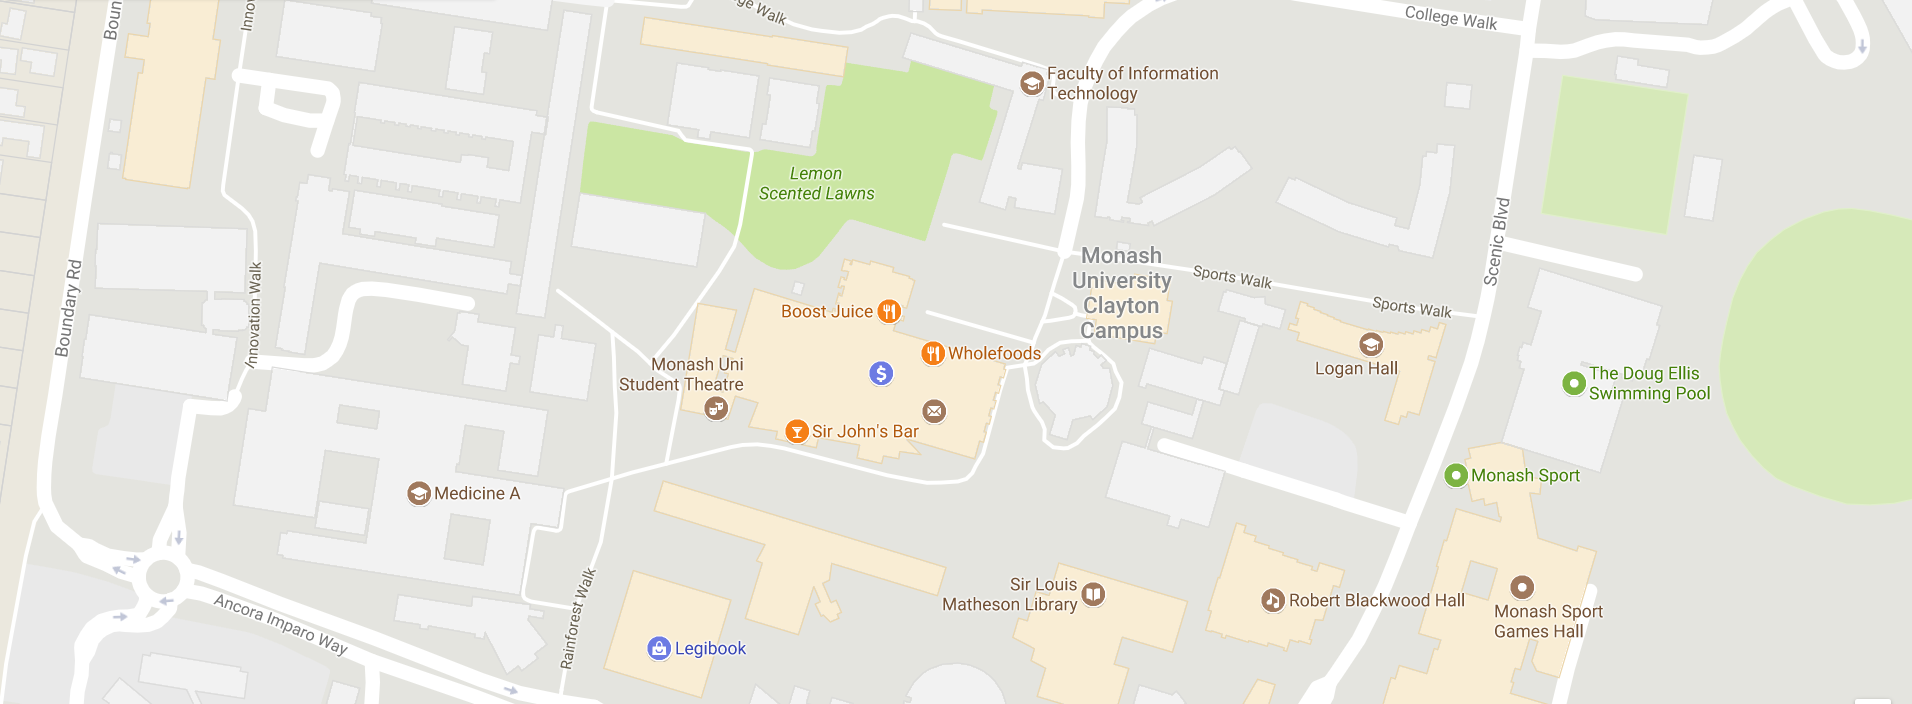 ge Walk
College Walk
Boun
Innov
Faculty of Information
Technology
Lemon
Scented Lawns
Monash
University
Clayton
Campus
Scenic Blvd
Sports Walk
Sports Walk
Boundary Rd
Innovation Walk
Boost Juice
Wholefoods
Monash Uni
Student Theatre
Logan Hall
The Doug Ellis
Swimming Pool
Sir John's Bar
Monash Sport
Medicine A
Sir Louis
Matheson Library
Robert Blackwood Hall
Monash Sport
Games Hall
Ancora Imparo Way
Rainforest Walk
Legibook
$